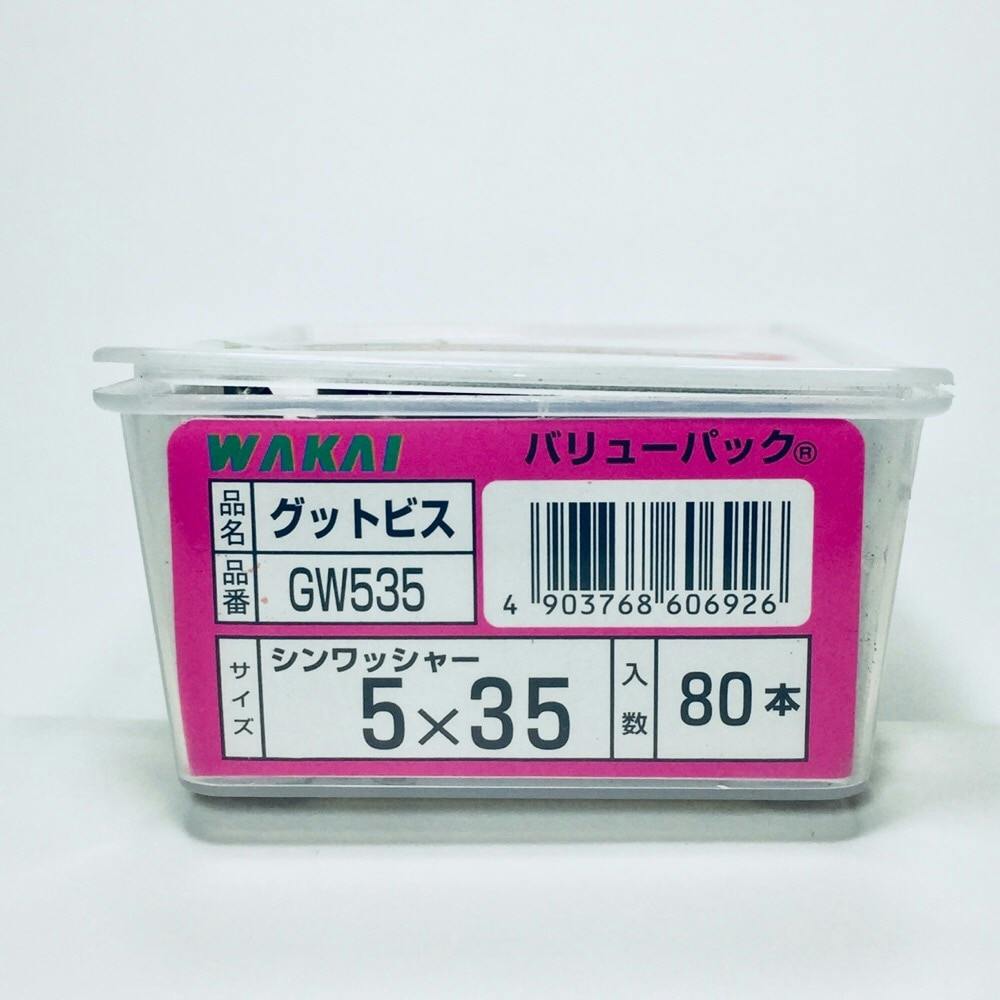 WAKAI バリューパック®
品名 グットビス
品番 GW535
4 903768 606926
サイズ シンワッシャー 5×35
入数 80本